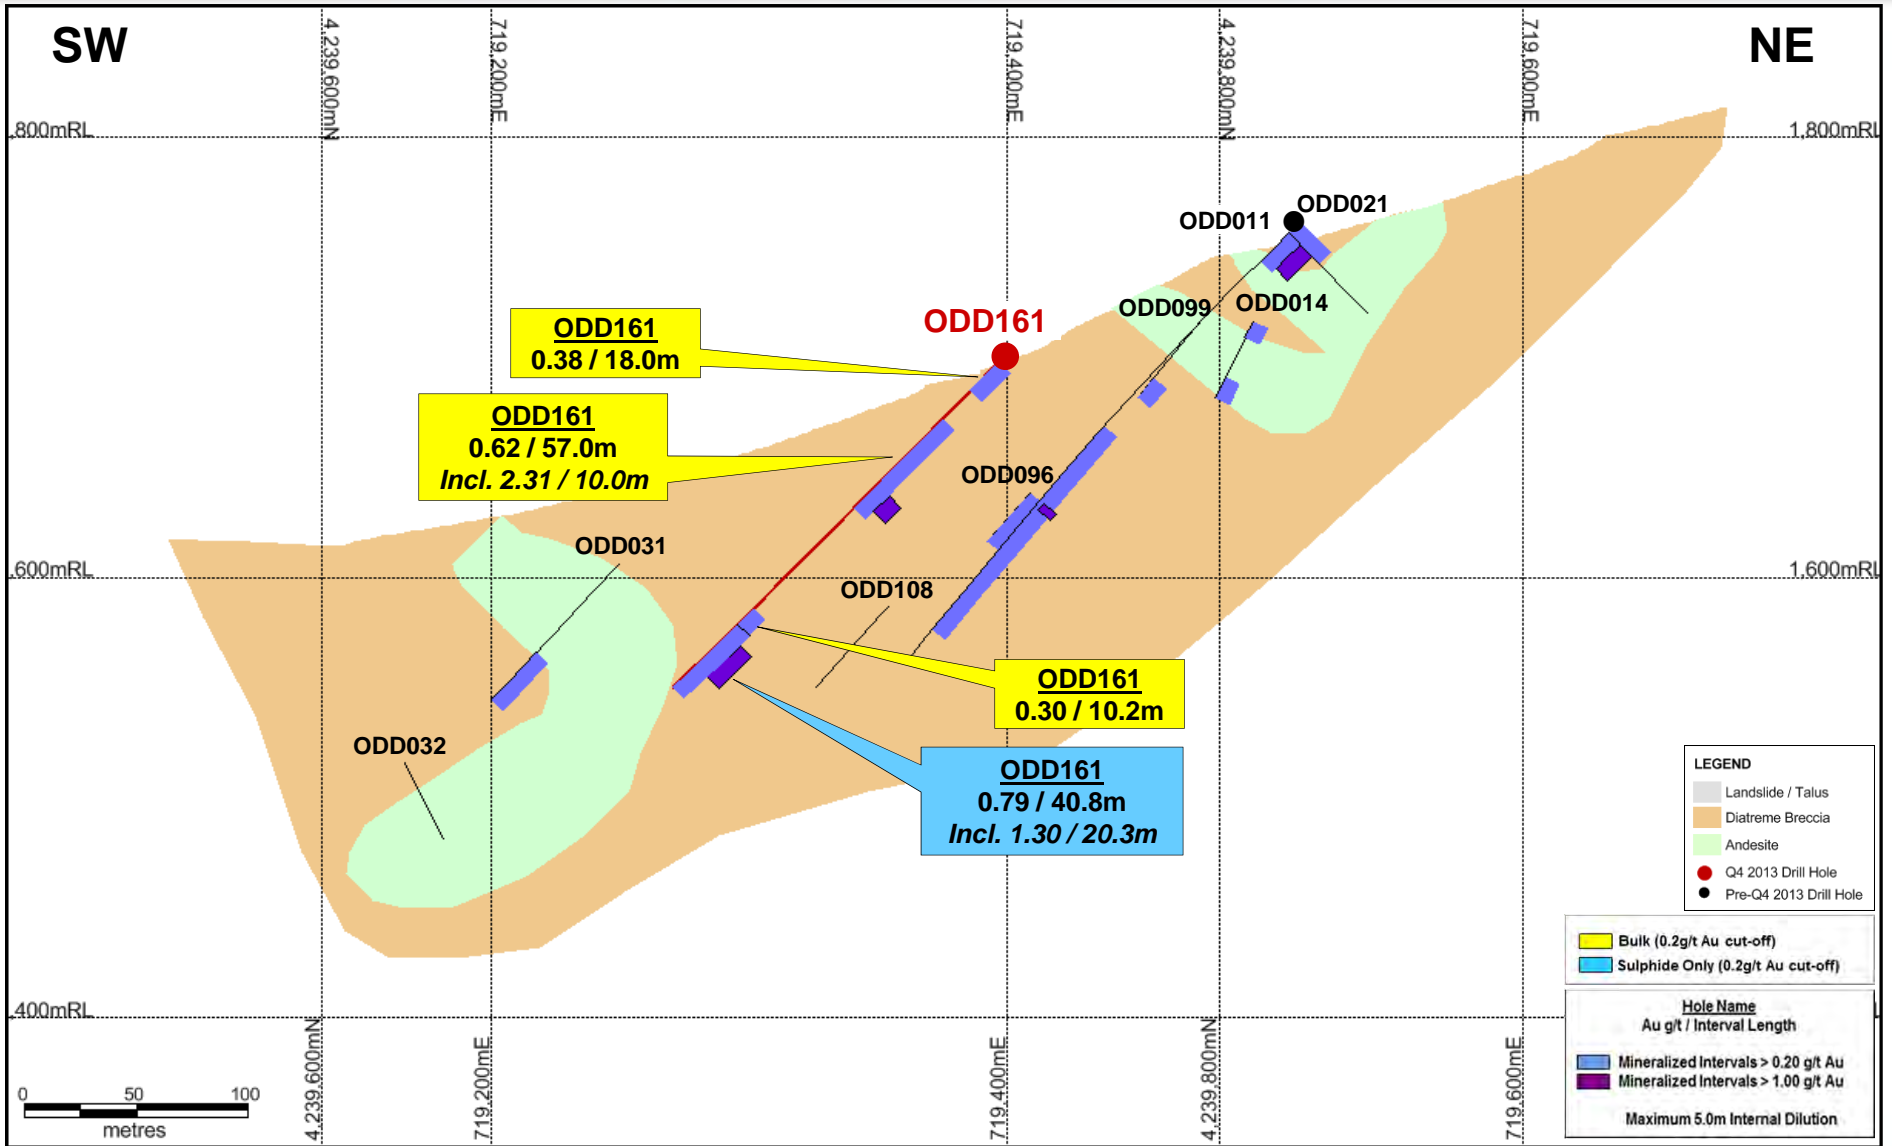 SW
NE
4,239,600mN
719,200mE
719,400mE
4,239,800mN
719,600mE
,800mRL
1,800mRL
ODD021
ODD011
ODD099
ODD014
ODD161
ODD161
0.38 / 18.0m
ODD161
0.62 / 57.0m
Incl. 2.31 / 10.0m
ODD096
ODD031
,600mRL
1,600mRL
ODD108
ODD161
0.30 / 10.2m
ODD032
ODD161
0.79 / 40.8m
Incl. 1.30 / 20.3m
LEGEND
Landslide / Talus
Diatreme Breccia
Andesite
Q4 2013 Drill Hole
Pre-Q4 2013 Drill Hole
Bulk (0.2g/t Au cut-off)
Sulphide Only (0.2g/t Au cut-off)
Hole Name
Au g/t / Interval Length
Mineralized Intervals > 0.20 g/t Au
Mineralized Intervals > 1.00 g/t Au
Maximum 5.0m Internal Dilution
,400mRL
4,239,600mN
719,200mE
719,400mE
4,239,800mN
719,600mE
0 50 100
metres